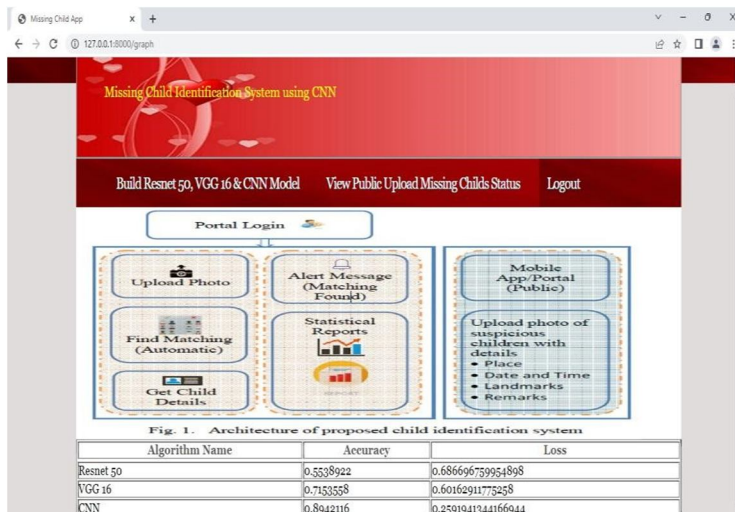 Missing Child App
127.0.0.1:8000/graph
Missing Child Identification System using CNN
Build Resnet 50, VGG 16 & CNN Model View Public Upload Missing Childs Status Logout
Portal Login
Upload Photo
Find Matching
(Automatic)
Get Child
Details
Alert Message
(Matching
Found)
Statistical
Reports
REPORT
Mobile
App/Portal
(Public)
Upload photo of
suspicious
children with
details
• Place
• Date and Time
• Landmarks
• Remarks
Fig. 1. Architecture of proposed child identification system
Algorithm Name Accuracy Loss
Resnet 50 0.5538922 0.686696759954898
VGG 16 0.7153558 0.60162911775258
CNN 0.8942116 0.2591941344166944